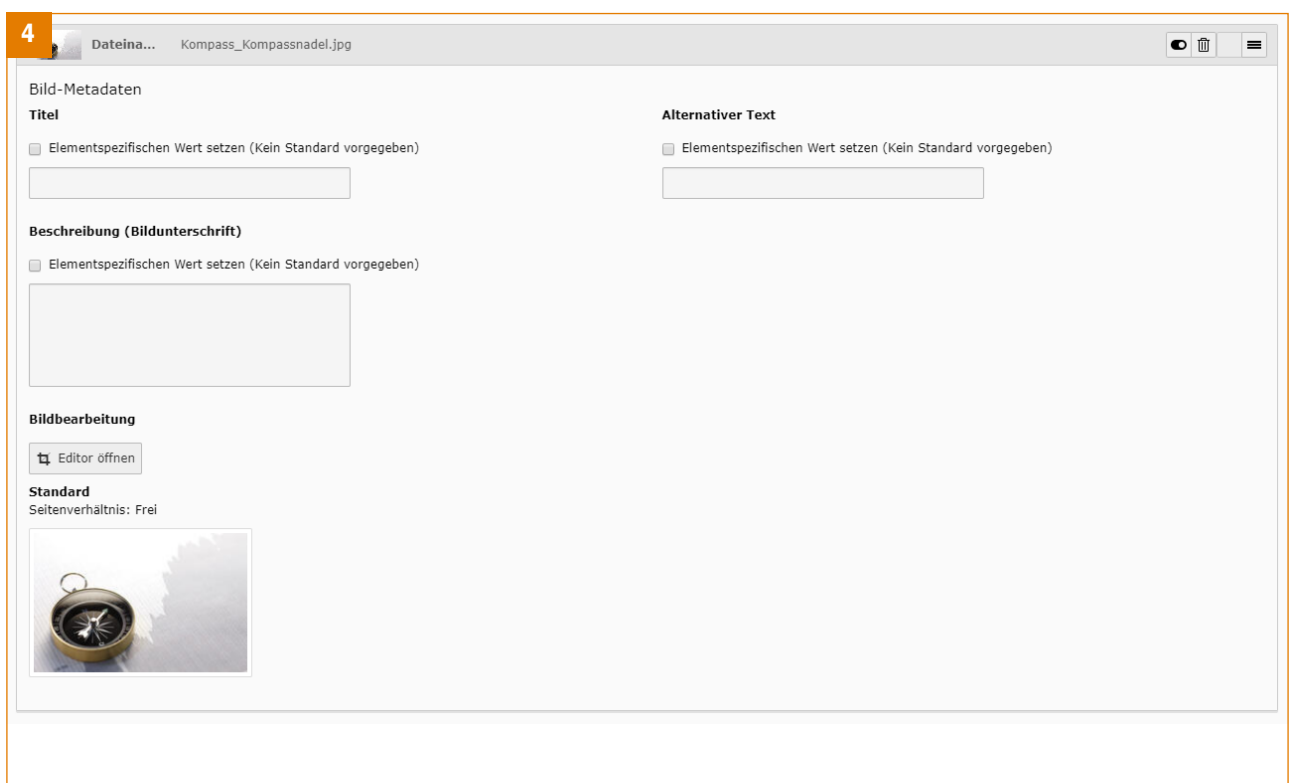 4
Dateina... Kompass_Kompassnadel.jpg
Bild-Metadaten
Titel
Alternativer Text
Elementspezifischen Wert setzen (Kein Standard vorgegeben)
Elementspezifischen Wert setzen (Kein Standard vorgegeben)
Beschreibung (Bildunterschrift)
Elementspezifischen Wert setzen (Kein Standard vorgegeben)
Bildbearbeitung
Editor öffnen
Standard
Seitenverhältnis: Frei